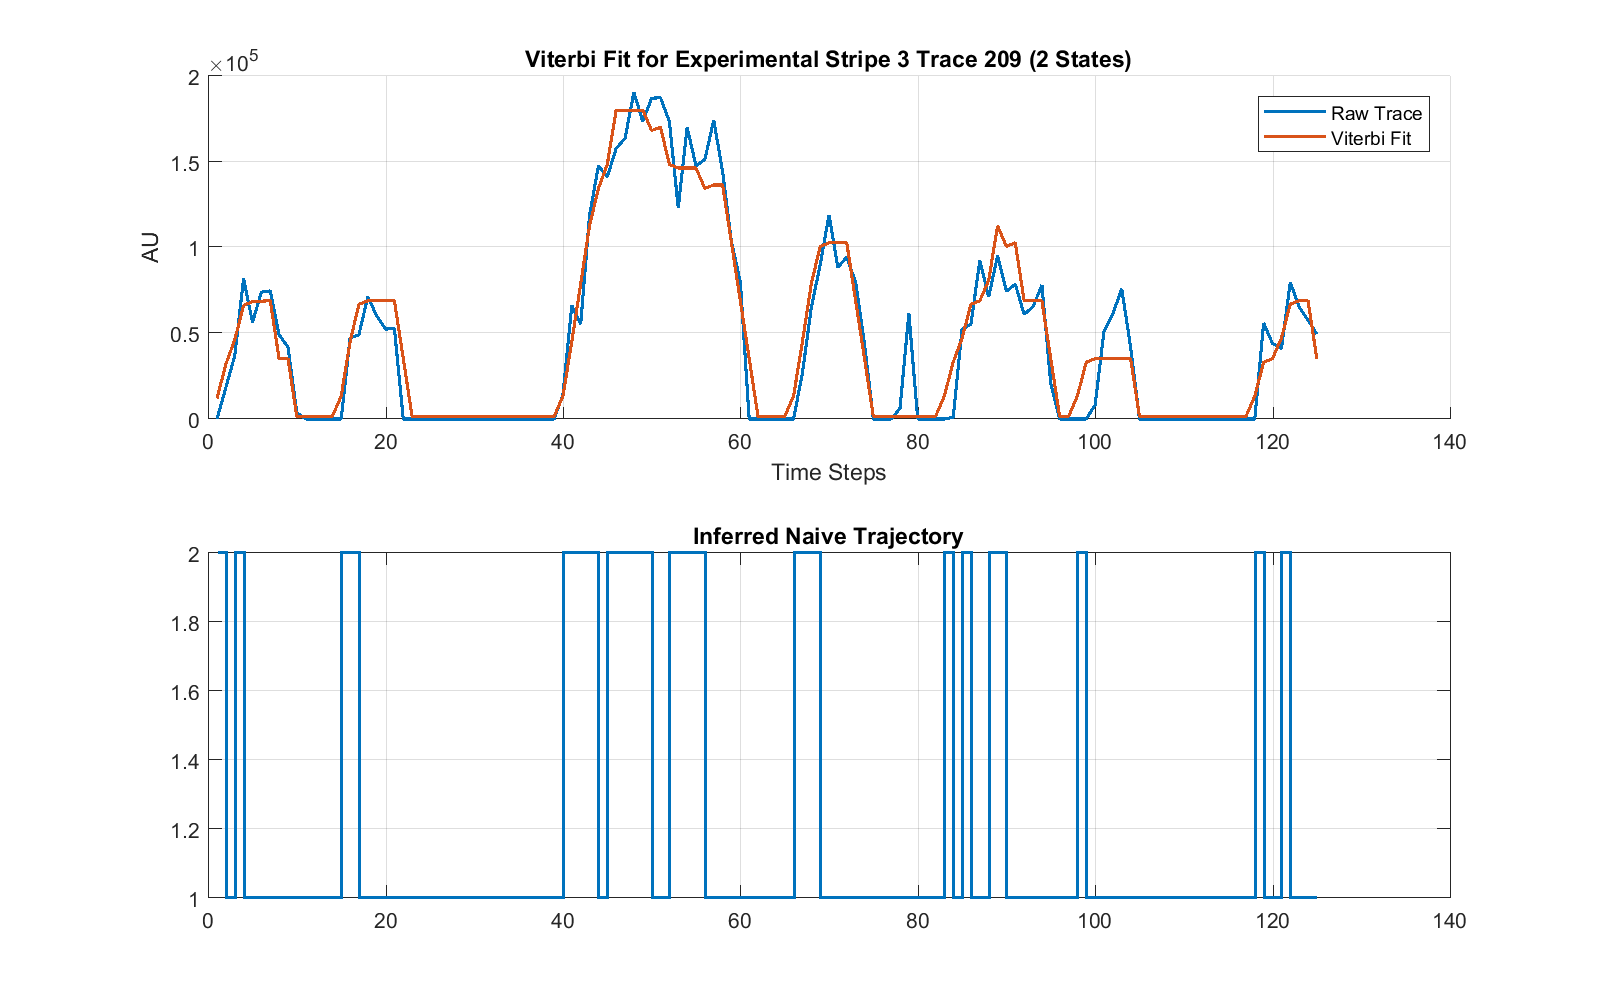 Viterbi Fit for Experimental Stripe 3 Trace 209 (2 States)
×10^5
2
1.5
1
0.5
0
AU
Raw Trace
Viterbi Fit
0 20 40 60 80 100 120 140
Time Steps
Inferred Naive Trajectory
2
1.8
1.6
1.4
1.2
1
0 20 40 60 80 100 120 140